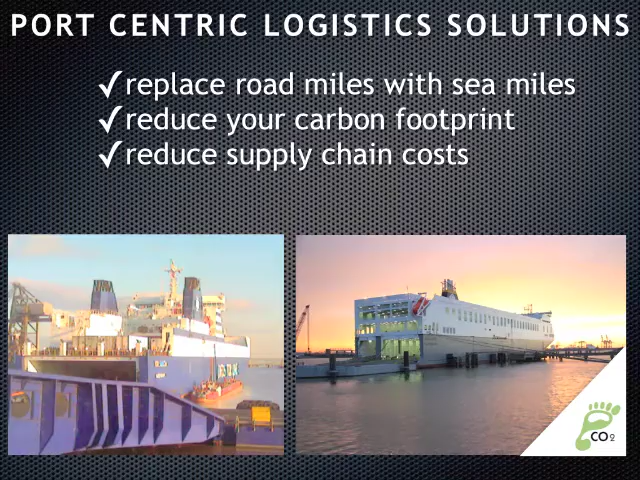 PORT CENTRIC LOGISTICS SOLUTIONS
✓replace road miles with sea miles
✓reduce your carbon footprint
✓reduce supply chain costs
CO2